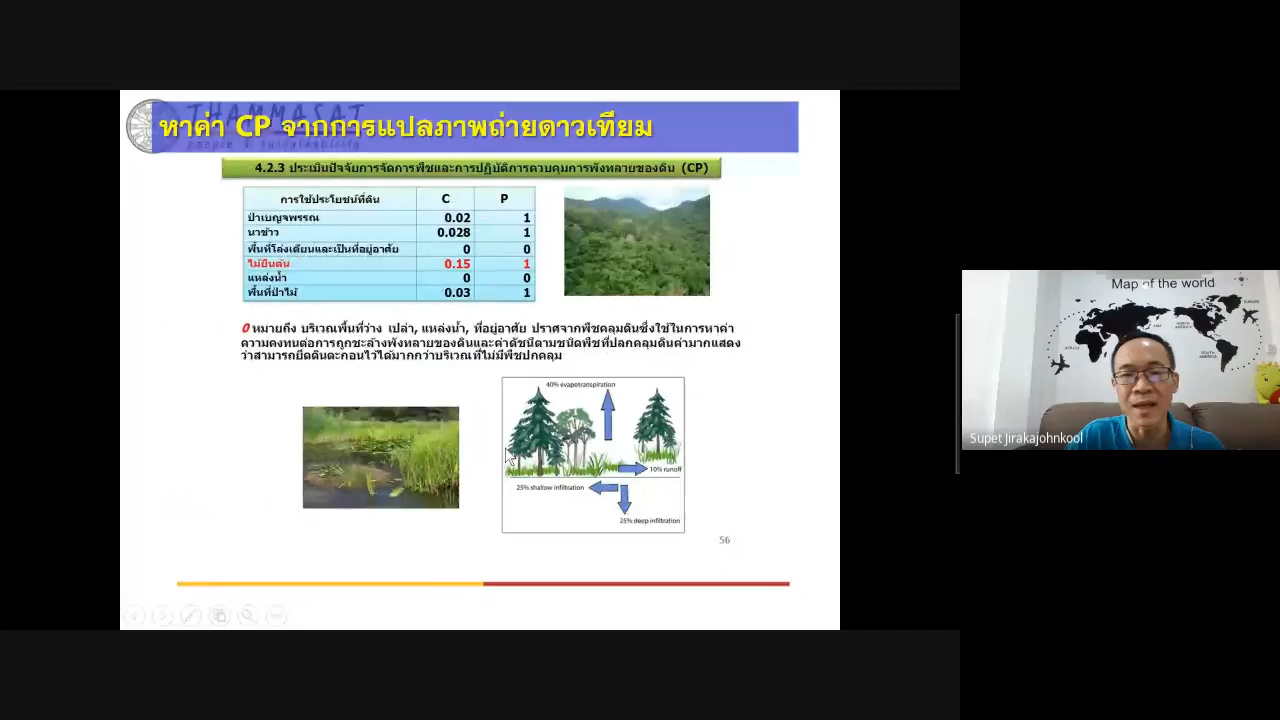 THAMMASAT
หาค่า CP จากการแปลภาพถ่ายดาวเทียม
4.2.3 ประเมินปัจจัยการจัดการพืชและการปฏิบัติการควบคุมการพังทลายของดิน (CP)
การใช้ประโยชน์ที่ดิน C P
ป่าเบญจพรรณ 0.02 1
นาข้าว 0.028 1
พื้นที่โล่งเตียนและเป็นที่อยู่อาศัย 0 0
ไม้ยืนต้น 0.15 1
แหล่งน้ำ 0 0
พื้นที่ป่าไม้ 0.03 1
0 หมายถึง บริเวณพื้นที่ว่าง เปล่า, แหล่งน้ำ, ที่อยู่อาศัย ปราศจากพืชคลุมดินซึ่งใช้ในการหาค่า
ความคงทนต่อการถูกชะล้างพังทลายของดินและค่าดัชนีตามชนิดพืชที่ปลูกคลุมดินค่ามากแสดง
ว่าสามารถยึดดินตะกอนไว้ได้มากกว่าบริเวณที่ไม่มีพืชปกคลุม
40% evapotranspiration
10% runoff
25% shallow infiltration
25% deep infiltration
56
Map of the world
EUROPE
ASIA
NORTH AMERICA
AFRICA
SOUTH AMERICA
Supet Jirakajohnkool